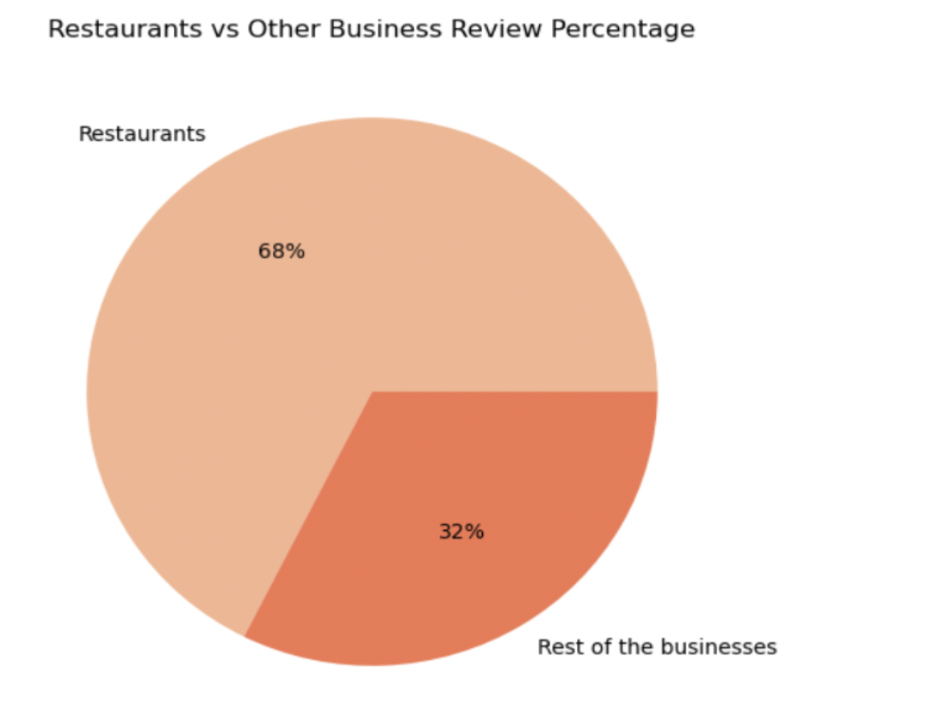 Restaurants vs Other Business Review Percentage
Restaurants
68%
32%
Rest of the businesses